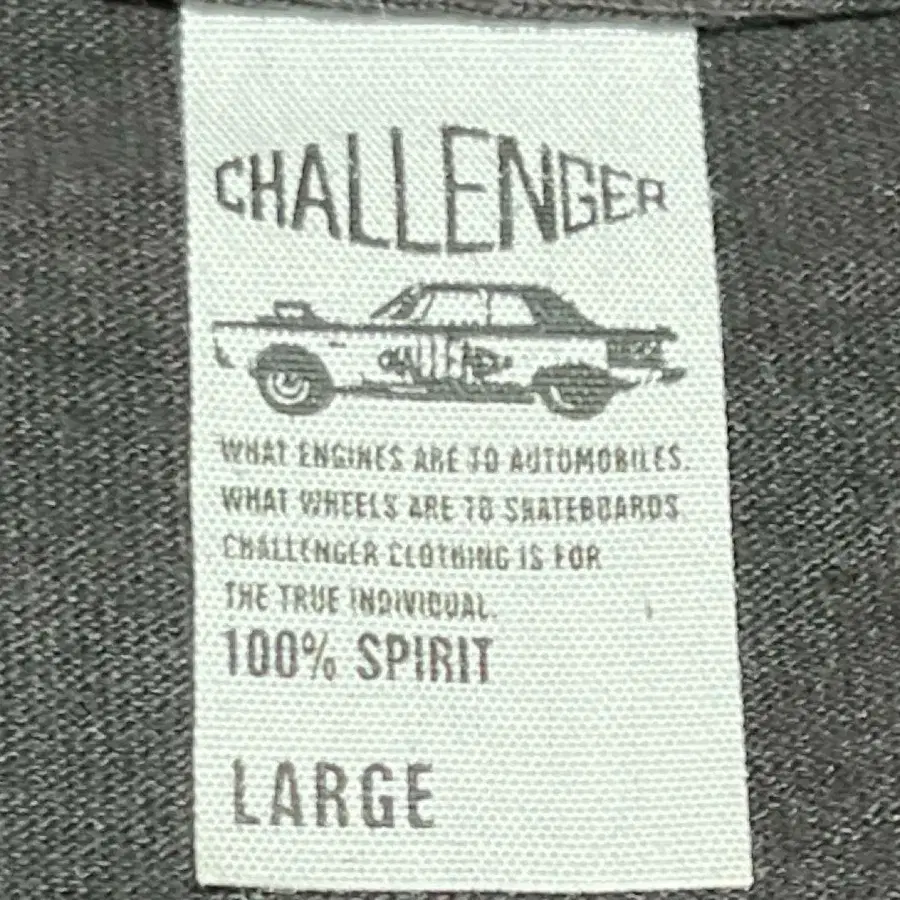 CHALLENGER
CHALLENGER
WHAT ENGINES ARE TO AUTOMOBILES.
WHAT WHEELS ARE TO SKATEBOARDS.
CHALLENGER CLOTHING IS FOR
THE TRUE INDIVIDUAL.
100% SPIRIT
LARGE